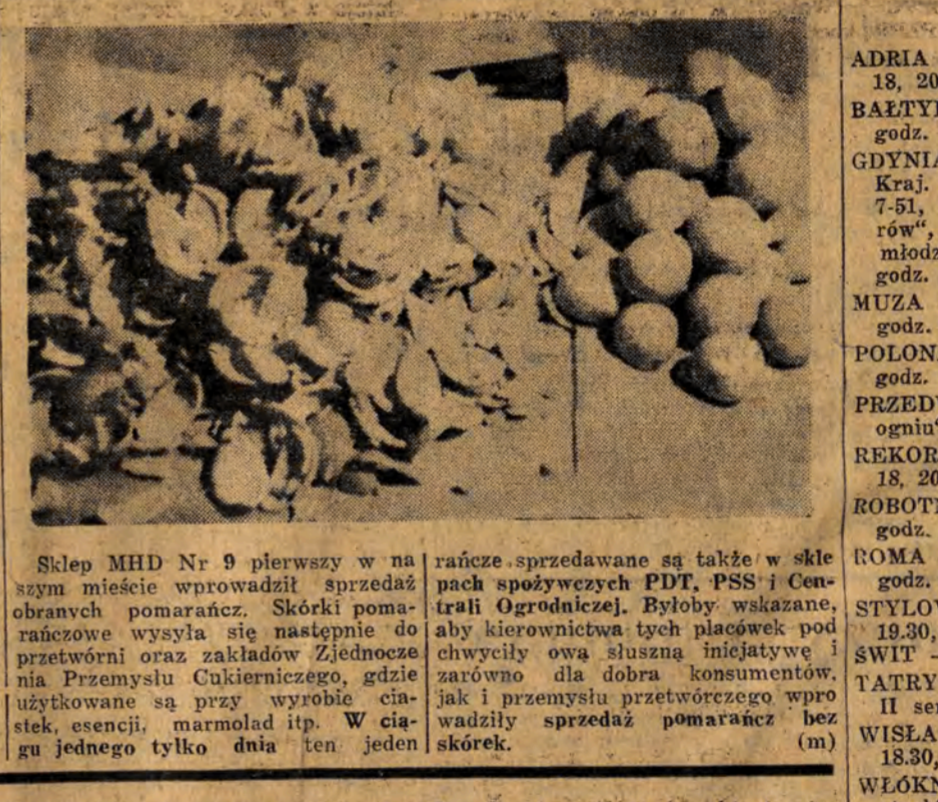 Sklep MHD Nr 9 pierwszy w na
szym mieście wprowadził sprzedaż
obranych pomarańcz. Skórki poma-
rańczowe wysyła się następnie do
przetwórni oraz zakładów Zjednocze
nia Przemysłu Cukierniczego, gdzie
użytkowane są przy wyrobie cia-
stek, esencji, marmolad itp. W cią-
gu jednego tylko dnia ten jeden
rańcze sprzedawane są także w skle
pach spożywczych PDT, PSS i Cen-
trali Ogrodniczej. Byłoby wskazane,
aby kierownictwa tych placówek pod
chwyciły ową słuszną inicjatywę i
zarówno dla dobra konsumentów,
jak i przemysłu przetwórczego wpro
wadziły sprzedaż pomarańcz bez
skórek. (m)
ADRIA
18, 20
BAŁTY
godz.
GDYNIA
Kraj.
7-51,
rów“,
młodz
godz.
MUZA
godz.
POLON
godz.
PRZED
ogniu“
REKOR
18, 20
ROBOT
godz.
ROMA
godz.
STYLO
19.30,
ŚWIT -
TATRY
II se
WISŁA
18.30,
WŁÓK